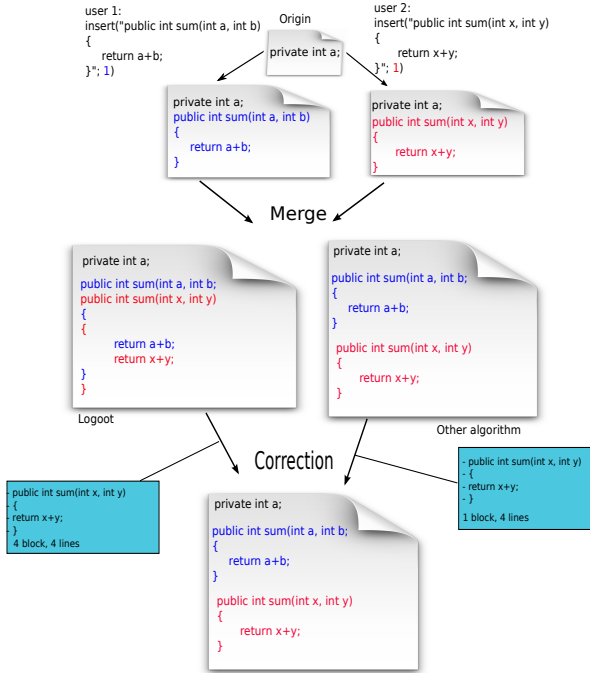 user 1:
insert("public int sum(int a, int b)
{
return a+b;
}"; 1)
Origin
private int a;
user 2:
insert("public int sum(int x, int y)
{
return x+y;
}"; 1)
private int a;
public int sum(int a, int b)
{
return a+b;
}
private int a;
public int sum(int x, int y)
{
return x+y;
}
Merge
private int a;
public int sum(int a, int b;
public int sum(int x, int y)
{
{
return a+b;
return x+y;
}
}
Logoot
private int a;
public int sum(int a, int b;
{
return a+b;
}
public int sum(int x, int y)
{
return x+y;
}
Other algorithm
Correction
- public int sum(int x, int y)
- {
- return x+y;
- }
4 block, 4 lines
- public int sum(int x, int y)
- {
- return x+y;
- }
1 block, 4 lines
private int a;
public int sum(int a, int b;
{
return a+b;
}
public int sum(int x, int y)
{
return x+y;
}